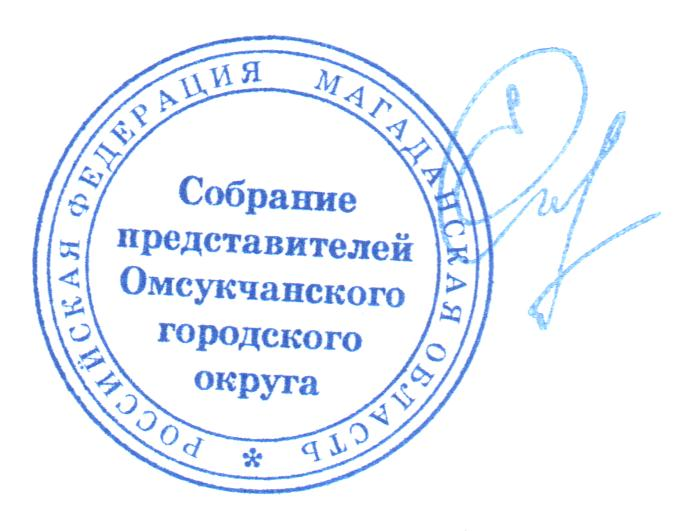 РОССИЙСКАЯ ФЕДЕРАЦИЯ МАГАДАНСКАЯ ОБЛАСТЬ *
Собрание
представителей
Омсукчанского
городского
округа